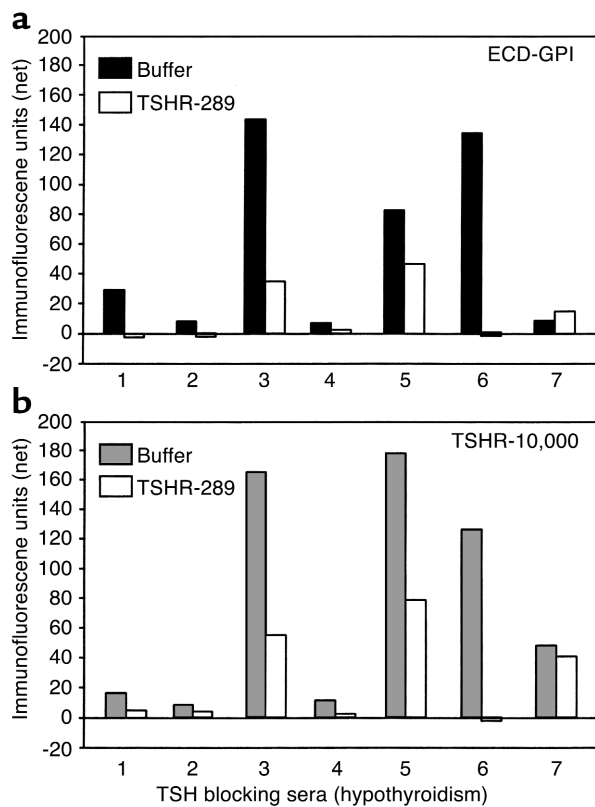 a
200
180
160
140
120
100
80
60
40
20
0
-20
Immunofluorescene units (net)
Buffer
TSHR-289
ECD-GPI
1 2 3 4 5 6 7
b
200
180
160
140
120
100
80
60
40
20
0
-20
Immunofluorescene units (net)
Buffer
TSHR-289
TSHR-10,000
1 2 3 4 5 6 7
TSH blocking sera (hypothyroidism)